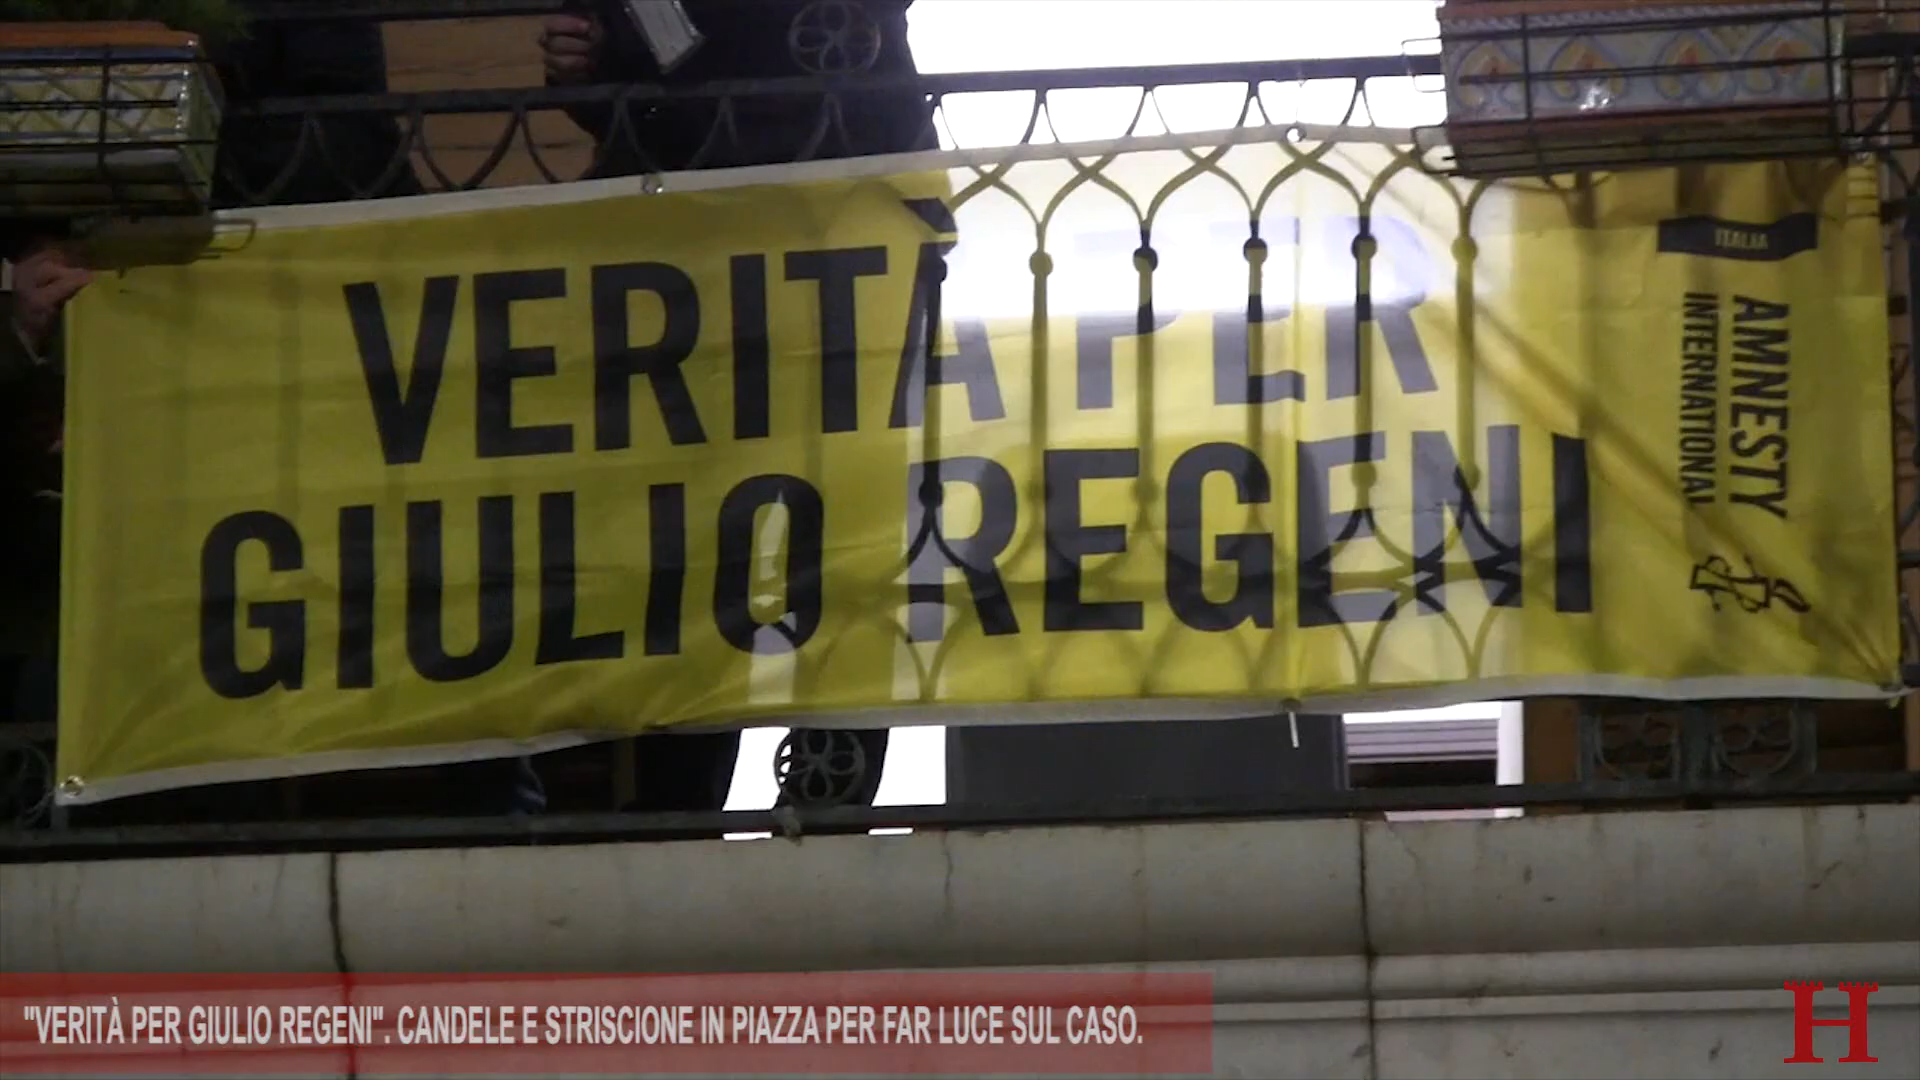 VERITÀ PER
GIULIO REGENI
ITALIA
AMNESTY
INTERNATIONAL
"VERITÀ PER GIULIO REGENI". CANDELE E STRISCIONE IN PIAZZA PER FAR LUCE SUL CASO.
H